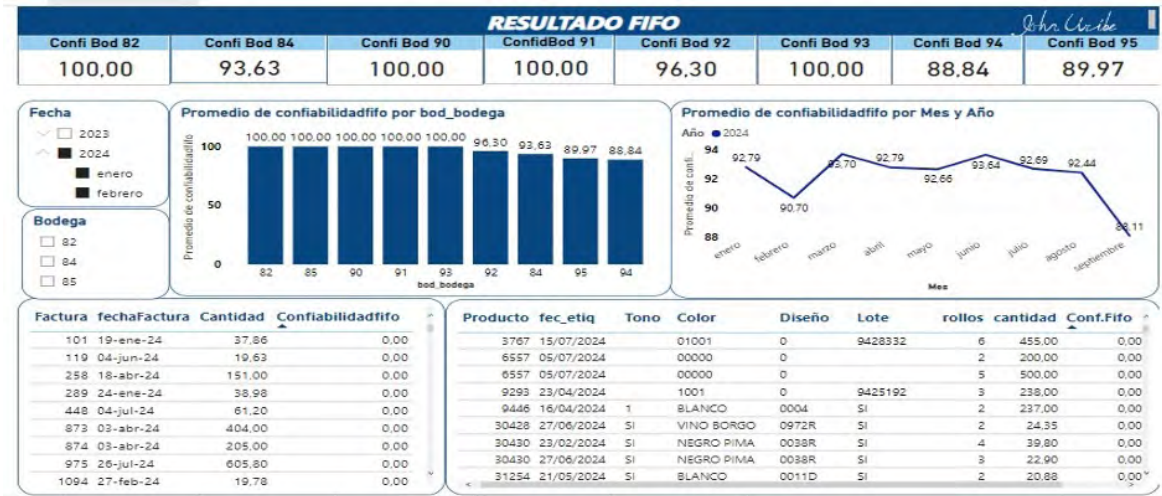 RESULTADO FIFO
John Uribe
Confi Bod 82 Confi Bod 84 Confi Bod 90 ConfidBod 91 Confi Bod 92 Confi Bod 93 Confi Bod 94 Confi Bod 95
100,00 93,63 100,00 100,00 96,30 100,00 88,84 89,97
Fecha
2023
2024
enero
febrero
Bodega
82
84
85
Promedio de confiabilidadfifo por bod_bodega
Promedio de confiabilidadfifo
100
50
0
100,00 100,00 100,00 100,00 100,00 96,30 93,63 89,97 88,84
82 85 90 91 93 92 84 95 94
bod_bodega
Promedio de confiabilidadfifo por Mes y Año
Año 2024
Promedio de confi...
94
92
90
88
92,79 90,70 93,70 92,79 92,66 93,64 92,69 92,44 88,11
enero febrero marzo abril mayo junio julio agosto septiembre
Mes
Factura fechaFactura Cantidad Confiabilidadfifo
101 19-ene-24 37,86 0,00
119 04-jun-24 19,63 0,00
258 18-abr-24 151,00 0,00
289 24-ene-24 38,98 0,00
448 04-jul-24 61,20 0,00
873 03-abr-24 404,00 0,00
874 03-abr-24 205,00 0,00
975 26-jul-24 605,80 0,00
1094 27-feb-24 19,78 0,00
Producto fec_etiq Tono Color Diseño Lote rollos cantidad Conf.Fifo
3767 15/07/2024 01001 0 9428332 6 455,00 0,00
6557 05/07/2024 00000 0 2 200,00 0,00
6557 05/07/2024 00000 0 5 500,00 0,00
9293 23/04/2024 1001 0 9425192 3 238,00 0,00
9446 16/04/2024 1 BLANCO 0004 SI 2 237,00 0,00
30428 27/06/2024 SI VINO BORGO 0972R SI 2 24,35 0,00
30430 23/02/2024 SI NEGRO PIMA 0038R SI 4 39,80 0,00
30430 27/06/2024 SI NEGRO PIMA 0038R SI 3 22,90 0,00
31254 21/05/2024 SI BLANCO 0011D SI 2 20,88 0,00